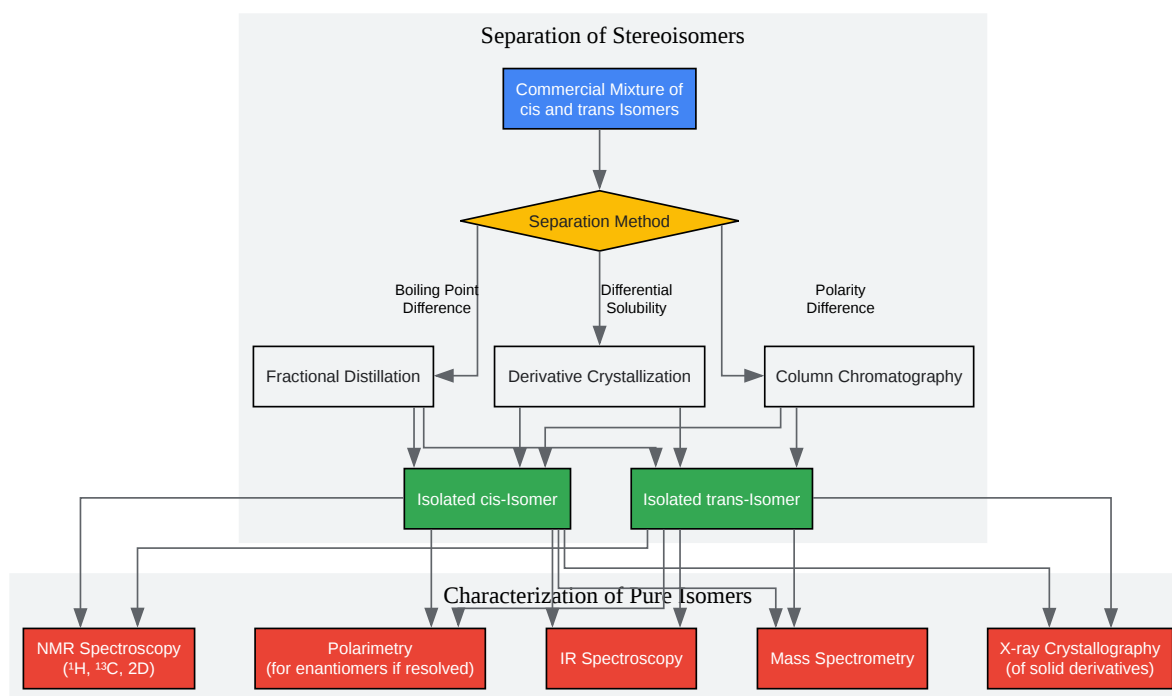 Separation of Stereoisomers
Commercial Mixture of
cis and trans Isomers
Separation Method
Boiling Point
Difference
Differential
Solubility
Polarity
Difference
Fractional Distillation
Derivative Crystallization
Column Chromatography
Isolated cis-Isomer
Isolated trans-Isomer
Characterization of Pure Isomers
NMR Spectroscopy
(¹H, ¹³C, 2D)
Polarimetry
(for enantiomers if resolved)
IR Spectroscopy
Mass Spectrometry
X-ray Crystallography
(of solid derivatives)